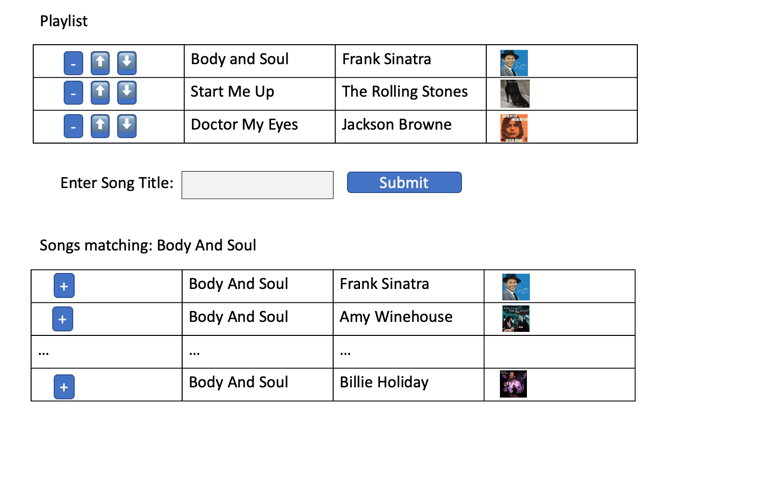 Playlist
- ⬆ ⬇ Body and Soul Frank Sinatra
- ⬆ ⬇ Start Me Up The Rolling Stones
- ⬆ ⬇ Doctor My Eyes Jackson Browne
Enter Song Title: Submit
Songs matching: Body And Soul
+ Body And Soul Frank Sinatra
+ Body And Soul Amy Winehouse
... ... ...
+ Body And Soul Billie Holiday